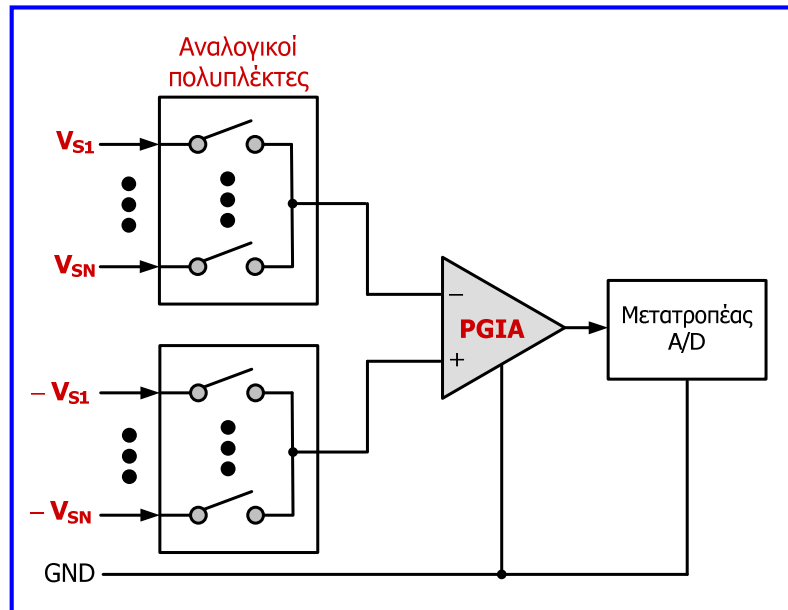 Αναλογικοί
πολυπλέκτες
VS1
VSN
−
PGIA
+
Μετατροπέας
A/D
− VS1
− VSN
GND